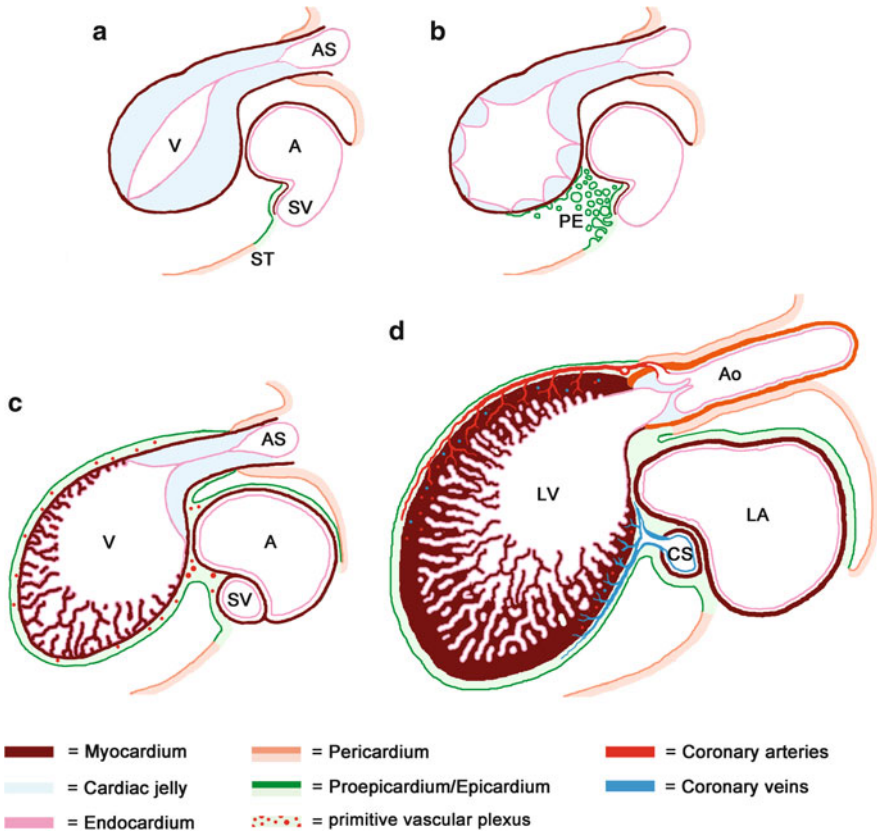 a
AS
V
A
SV
ST
b
PE
c
AS
V
A
SV
d
Ao
LV
LA
CS
= Myocardium
= Pericardium
= Coronary arteries
= Cardiac jelly
= Proepicardium/Epicardium
= Coronary veins
= Endocardium
= primitive vascular plexus